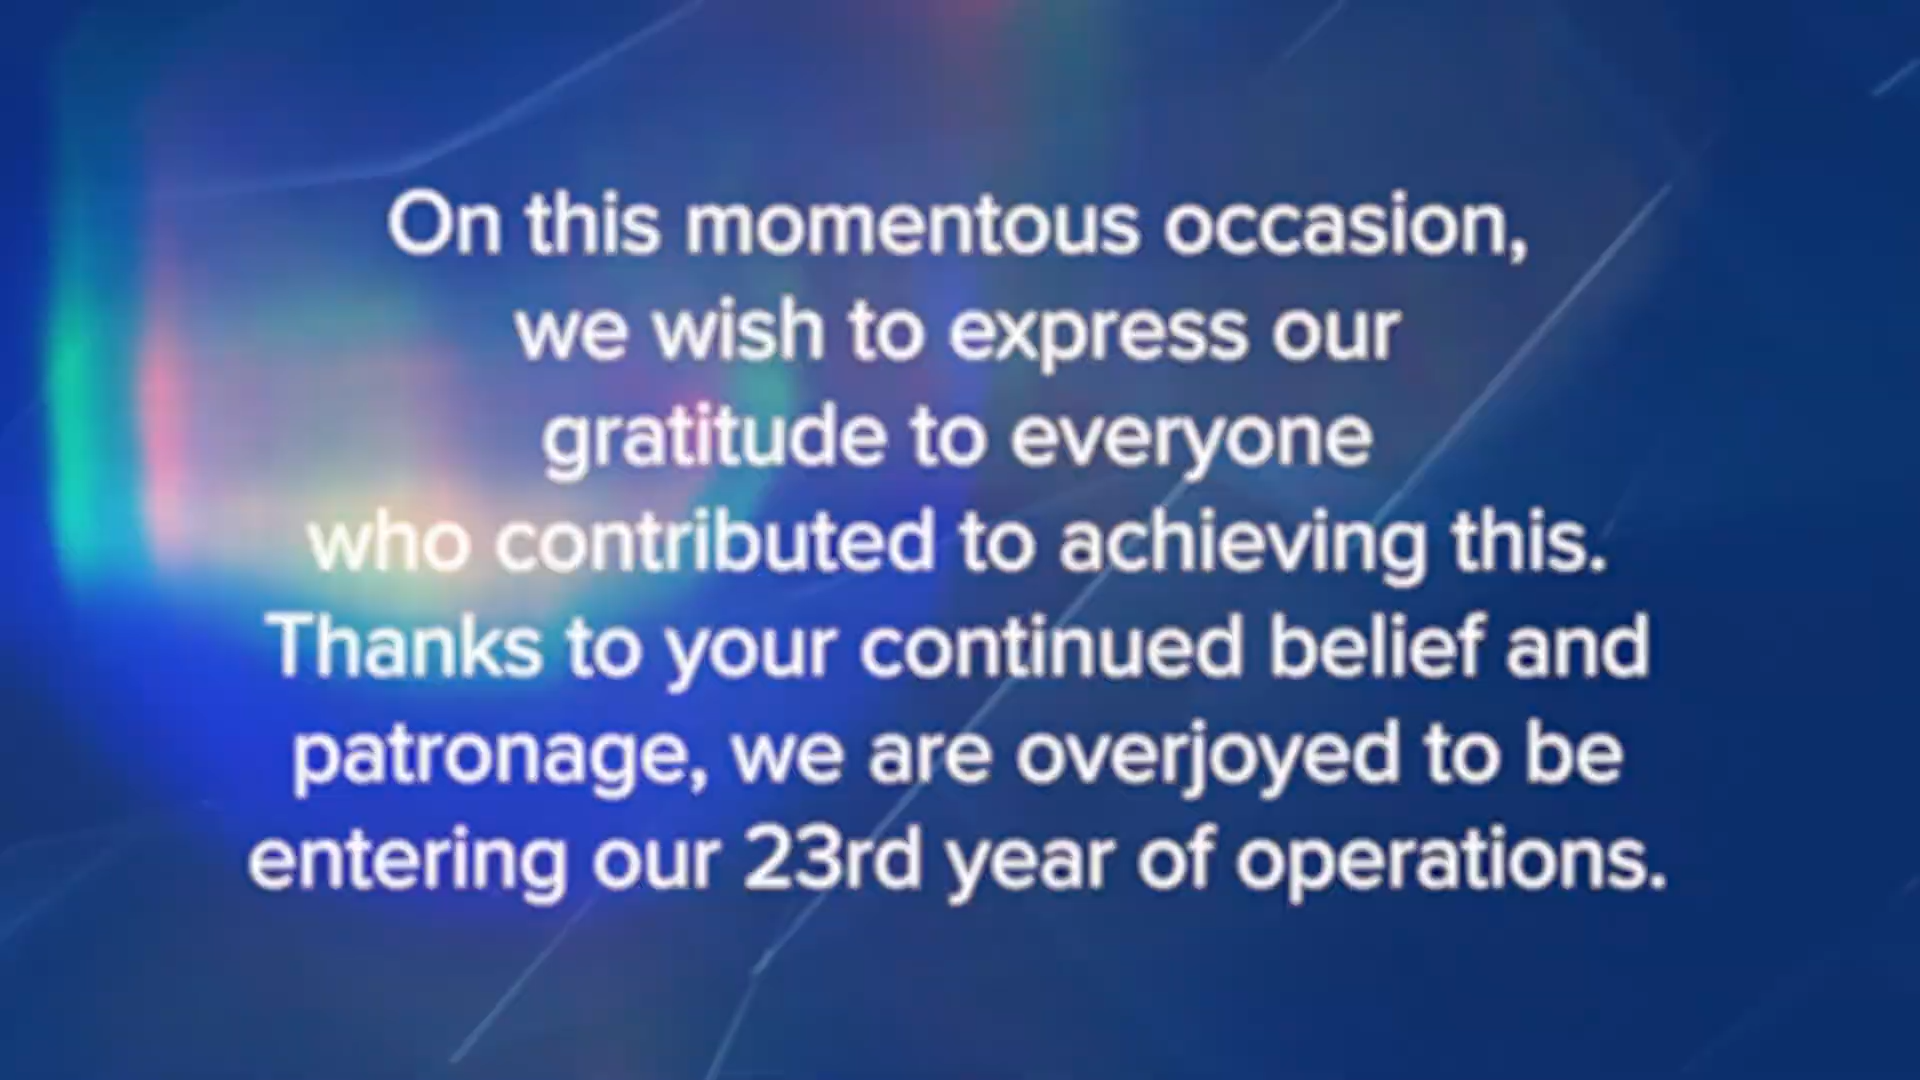 On this momentous occasion,
we wish to express our
gratitude to everyone
who contributed to achieving this.
Thanks to your continued belief and
patronage, we are overjoyed to be
entering our 23rd year of operations.